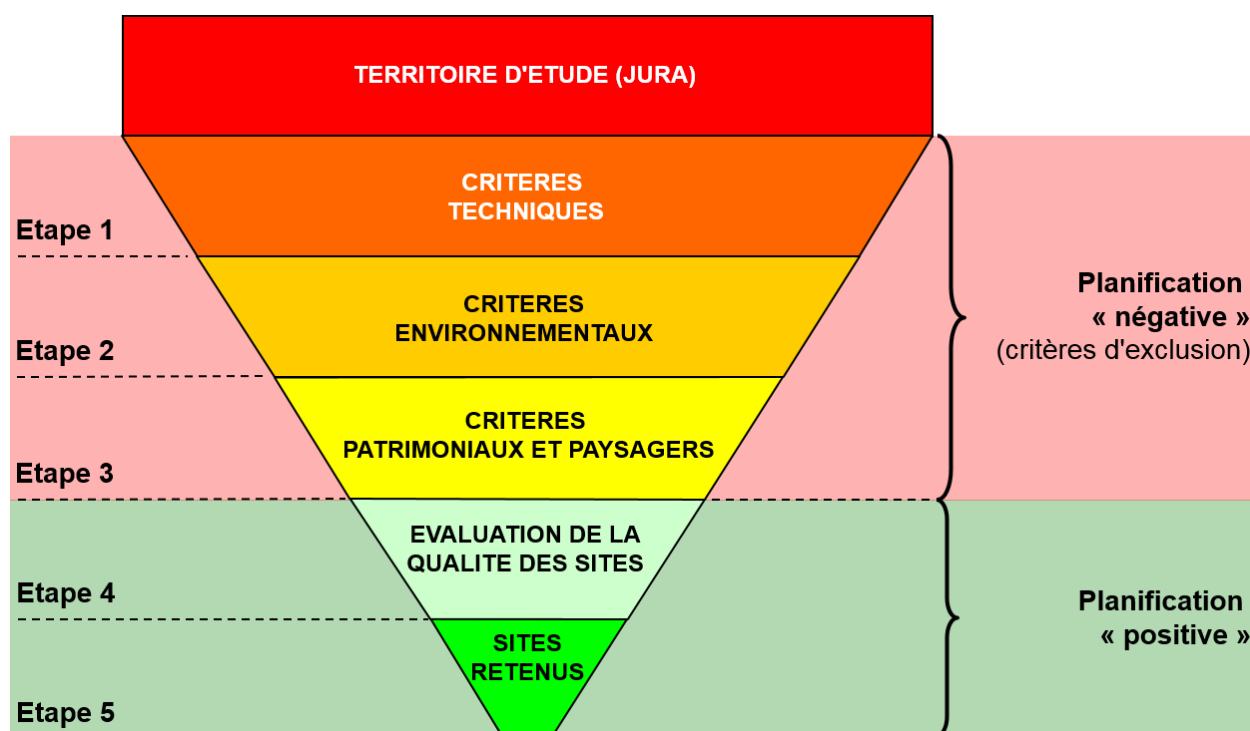 TERRITOIRE D'ETUDE (JURA)
CRITERES
TECHNIQUES
Etape 1
CRITERES
ENVIRONNEMENTAUX
Etape 2
CRITERES
PATRIMONIAUX ET PAYSAGERS
Etape 3
Planification
« négative »
(critères d'exclusion)
EVALUATION DE LA
QUALITE DES SITES
Etape 4
SITES
RETENUS
Etape 5
Planification
« positive »